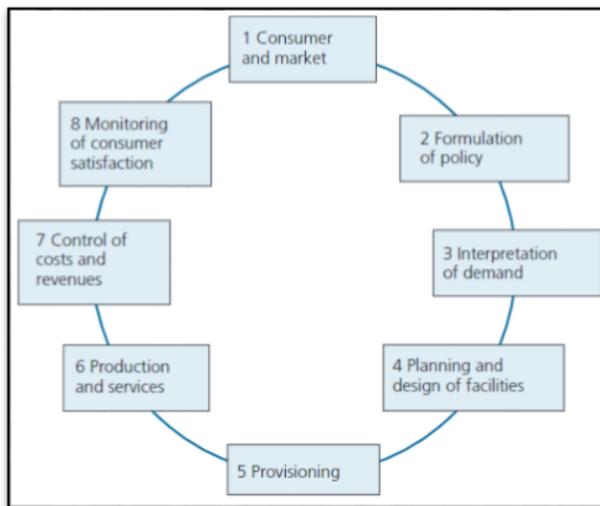 1 Consumer
and market
2 Formulation
of policy
3 Interpretation
of demand
4 Planning and
design of facilities
5 Provisioning
6 Production
and services
7 Control of
costs and
revenues
8 Monitoring
of consumer
satisfaction